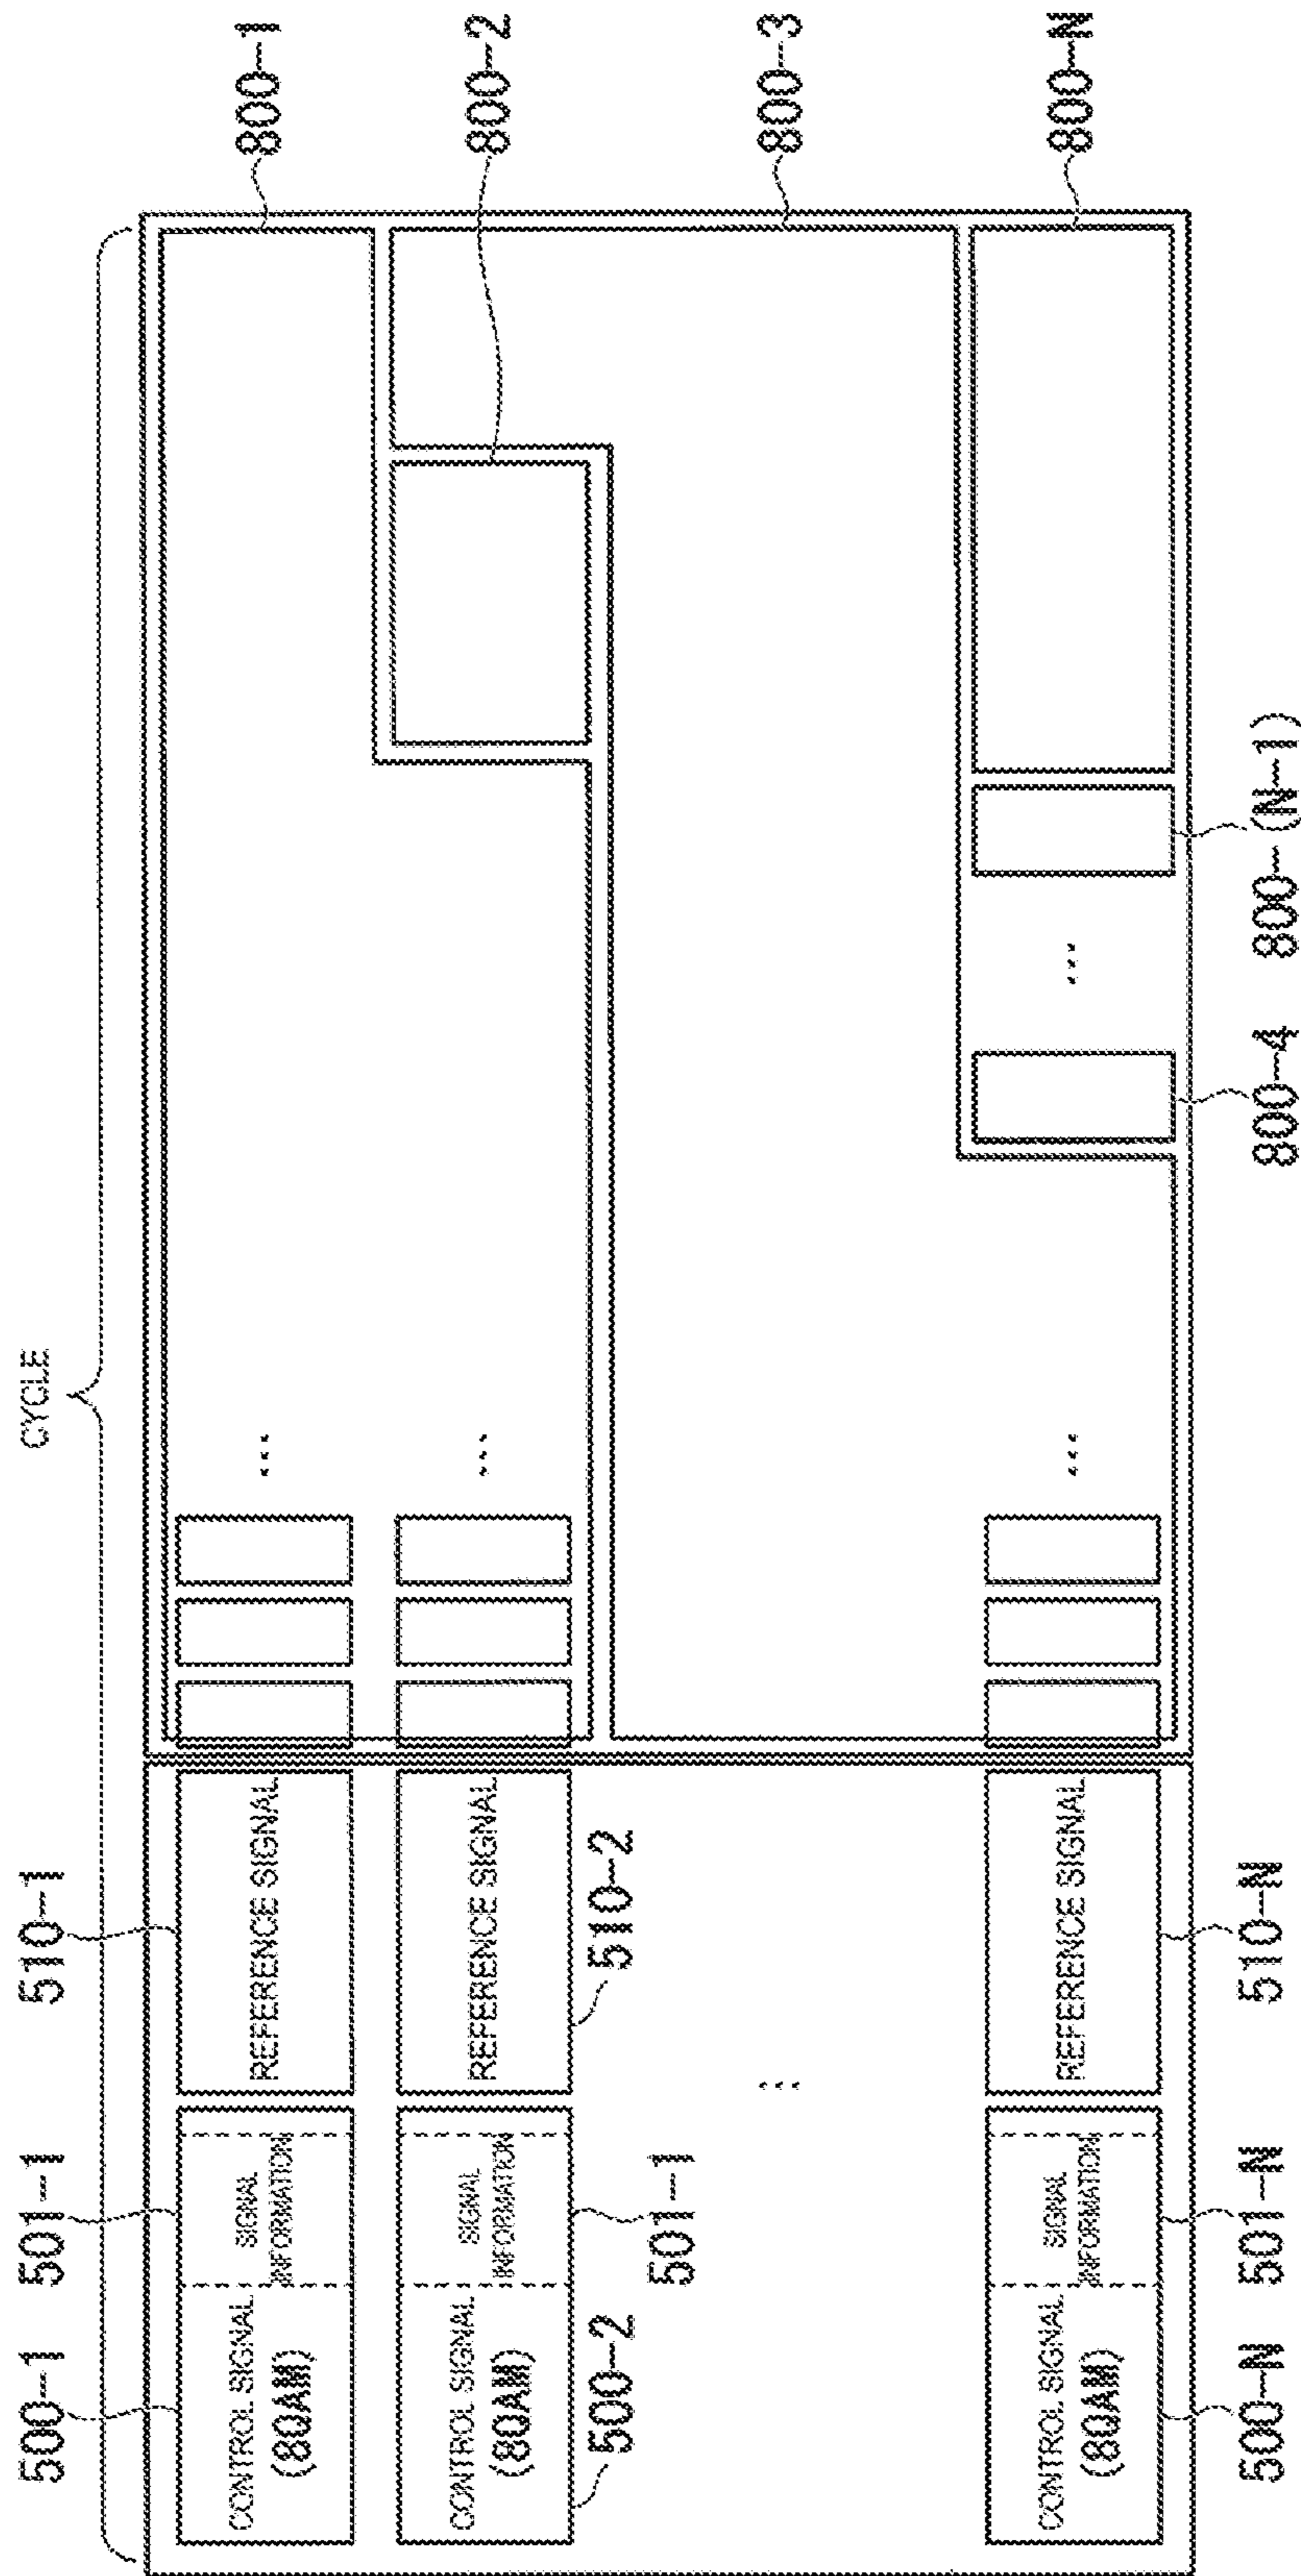 CYCLE
500-1
501-1
510-1
CONTROL SIGNAL
(8QAM)
SIGNAL
INFORMATION
REFERENCE SIGNAL
...
800-1
CONTROL SIGNAL
(8QAM)
SIGNAL
INFORMATION
REFERENCE SIGNAL
...
800-2
500-2
501-1
510-2
...
800-3
CONTROL SIGNAL
(8QAM)
SIGNAL
INFORMATION
REFERENCE SIGNAL
...
...
800-N
500-N
501-N
510-N
800-4
800-(N-1)